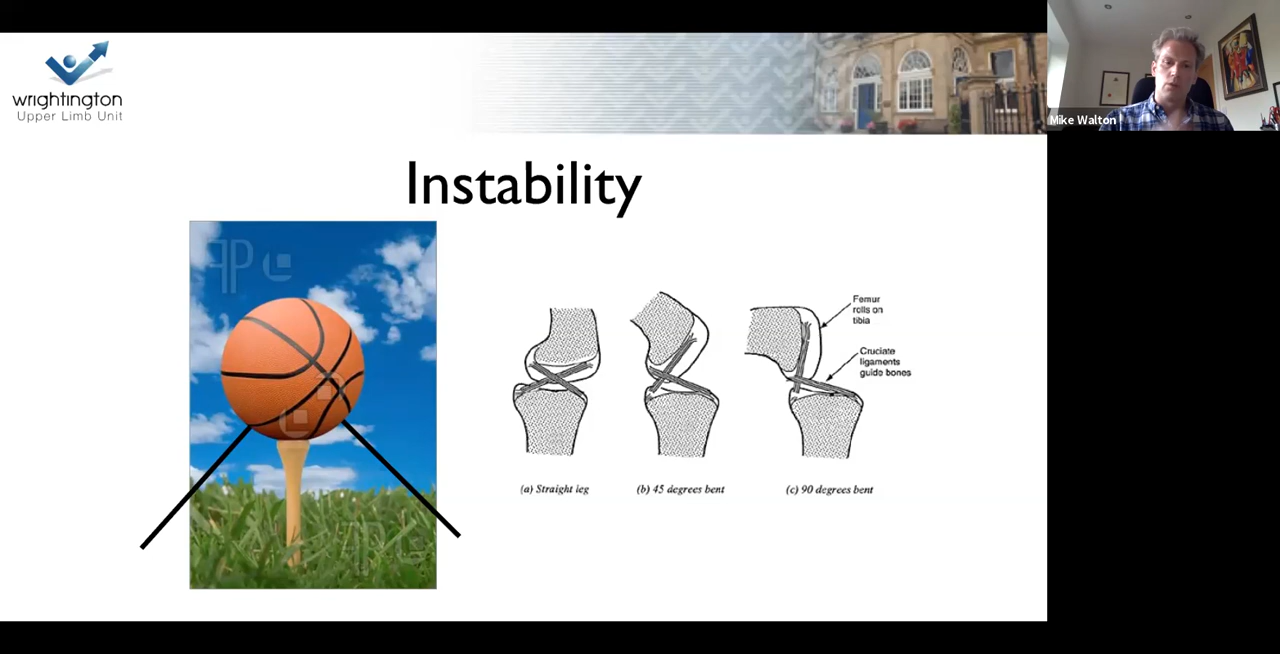 wrightington
Upper Limb Unit
Mike Walton
Instability
Femur
rolls on
tibia
Cruciate
ligaments
guide bones
(a) Straight leg
(b) 45 degrees bent
(c) 90 degrees bent